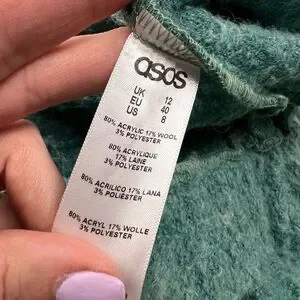 asos
UK 12
EU 40
US 8
80% ACRYLIC 17% WOOL
3% POLYESTER
80% ACRYLIQUE
17% LAINE
3% POLYESTER
80% ACRILICO 17% LANA
3% POLIÉSTER
80% ACRYL 17% WOLLE
3% POLYESTER